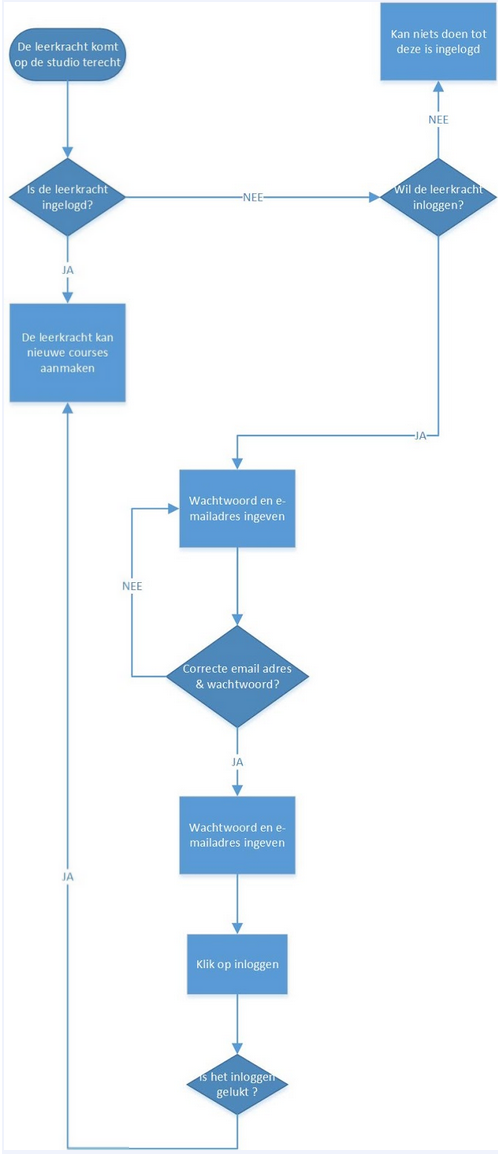 De leerkracht komt
op de studio terecht
Kan niets doen tot
deze is ingelogd
NEE
Is de leerkracht
ingelogd?
NEE
Wil de leerkracht
inloggen?
JA
De leerkracht kan
nieuwe courses
aanmaken
JA
Wachtwoord en e-
mailadres ingeven
NEE
Correcte email adres
& wachtwoord?
JA
Wachtwoord en e-
mailadres ingeven
JA
Klik op inloggen
Is het inloggen
gelukt ?